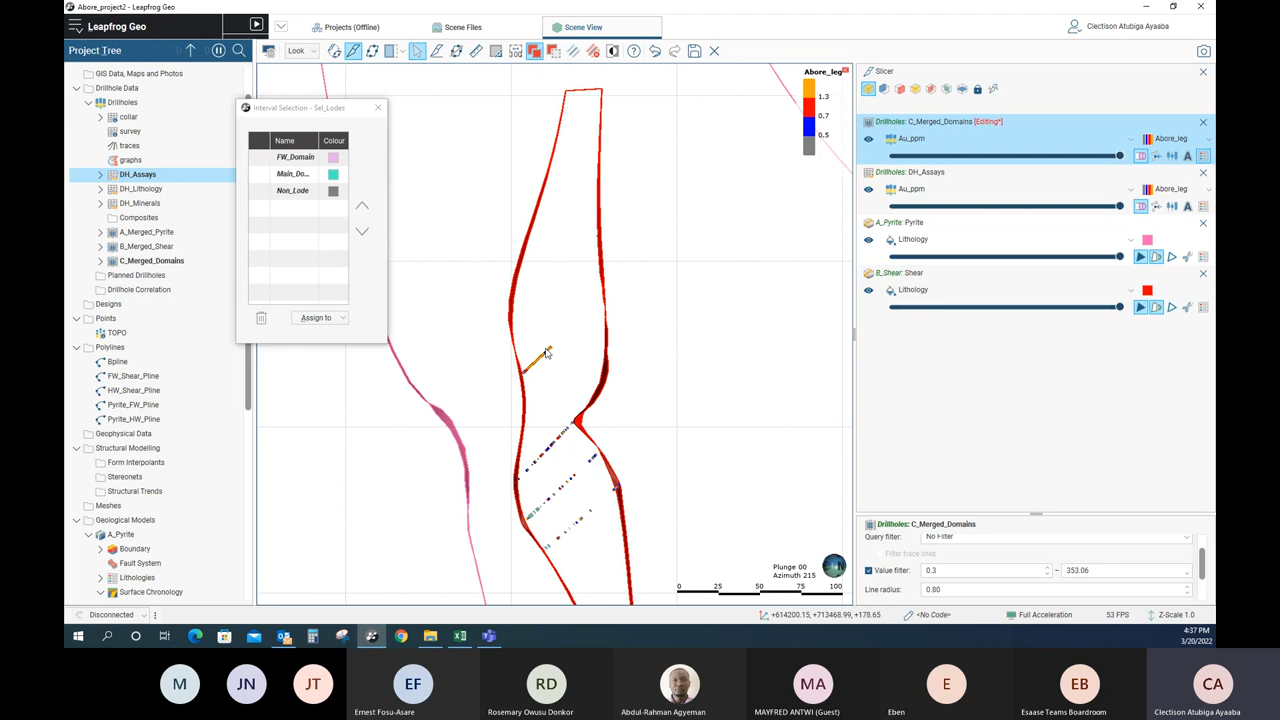 Abore_project2 - Leapfrog Geo
Leapfrog Geo
Projects (Offline)
Scene Files
Scene View
Clectison Atubiga Ayaaba
Project Tree
Look
GIS Data, Maps and Photos
Drillhole Data
Drillholes
collar
survey
traces
graphs
DH_Assays
DH_Lithology
DH_Minerals
Composites
A_Merged_Pyrite
B_Merged_Shear
C_Merged_Domains
Planned Drillholes
Drillhole Correlation
Designs
Points
TOPO
Polylines
Bpline
FW_Shear_Pline
HW_Shear_Pline
Pyrite_FW_Pline
Pyrite_HW_Pline
Geophysical Data
Structural Modelling
Form Interpolants
Stereonets
Structural Trends
Meshes
Geological Models
A_Pyrite
Boundary
Fault System
Lithologies
Surface Chronology
Interval Selection - Sel_Lodes
Name Colour
FW_Domain
Main_Do...
Non_Lode
Assign to
Abore_leg
1.3
0.7
0.5
Plunge 00
Azimuth 215
0 25 50 75 100
Slicer
Drillholes: C_Merged_Domains [Editing*]
Au_ppm Abore_leg
Drillholes: DH_Assays
Au_ppm Abore_leg
A_Pyrite: Pyrite
Lithology
B_Shear: Shear
Lithology
Drillholes: C_Merged_Domains
Query filter: No Filter
Filter trace lines
Value filter: 0.3 – 353.06
Line radius: 0.80
Disconnected
+614200.15, +713468.99, +178.65
<No Code>
Full Acceleration
53 FPS
Z-Scale 1.0
4:37 PM
3/20/2022
M
JN
JT
EF
Ernest Fosu-Asare
RD
Rosemary Owusu Donkor
Abdul-Rahman Agyeman
MA
MAYFRED ANTWI (Guest)
E
Eben
EB
Esaase Teams Boardroom
CA
Clectison Atubiga Ayaaba